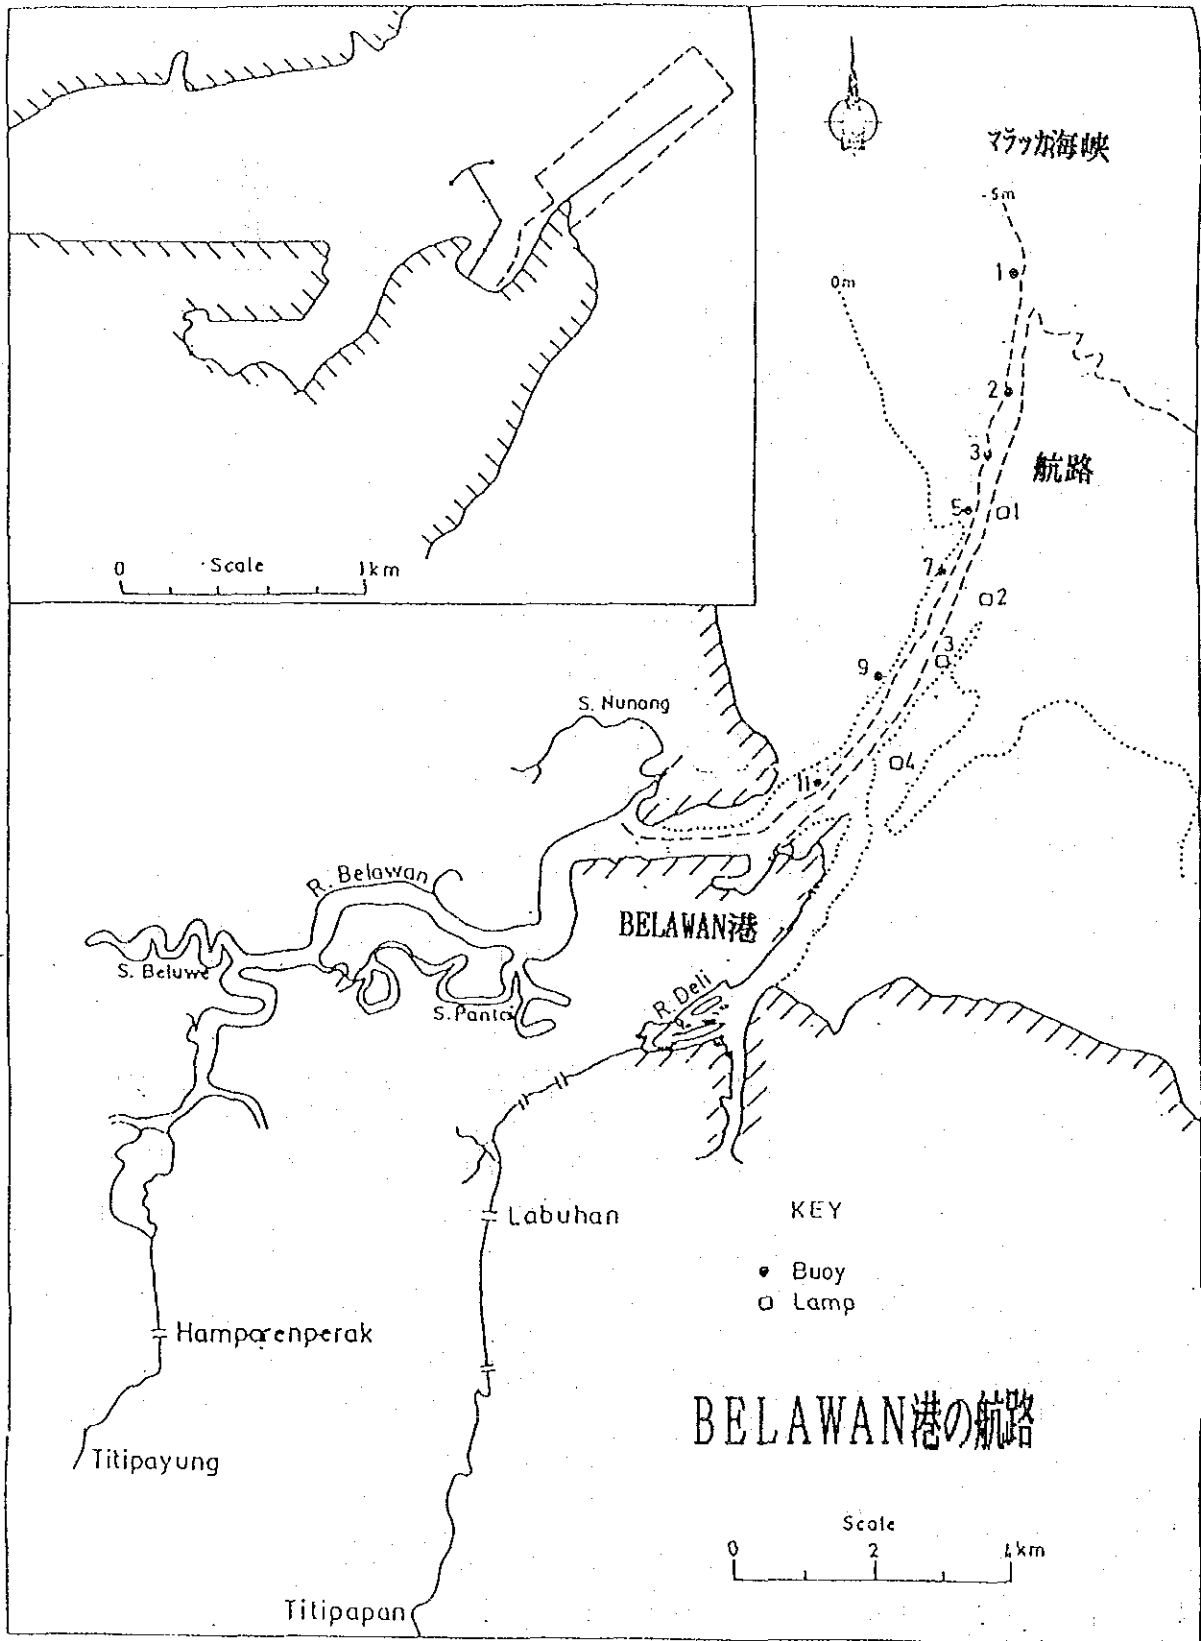 マラッカ海峡
-5m
1
0m
2
3
航路
5
1
7
2
3
9
S. Nunang
4
11
0
Scale
1km
R. Belawan
BELAWAN港
S. Beluwe
R. Deli
S. Pantai
Labuhan
KEY
Buoy
Lamp
Hamparenperak
BELAWAN港の航路
Titipayung
Scale
0
2
4km
Titipapan